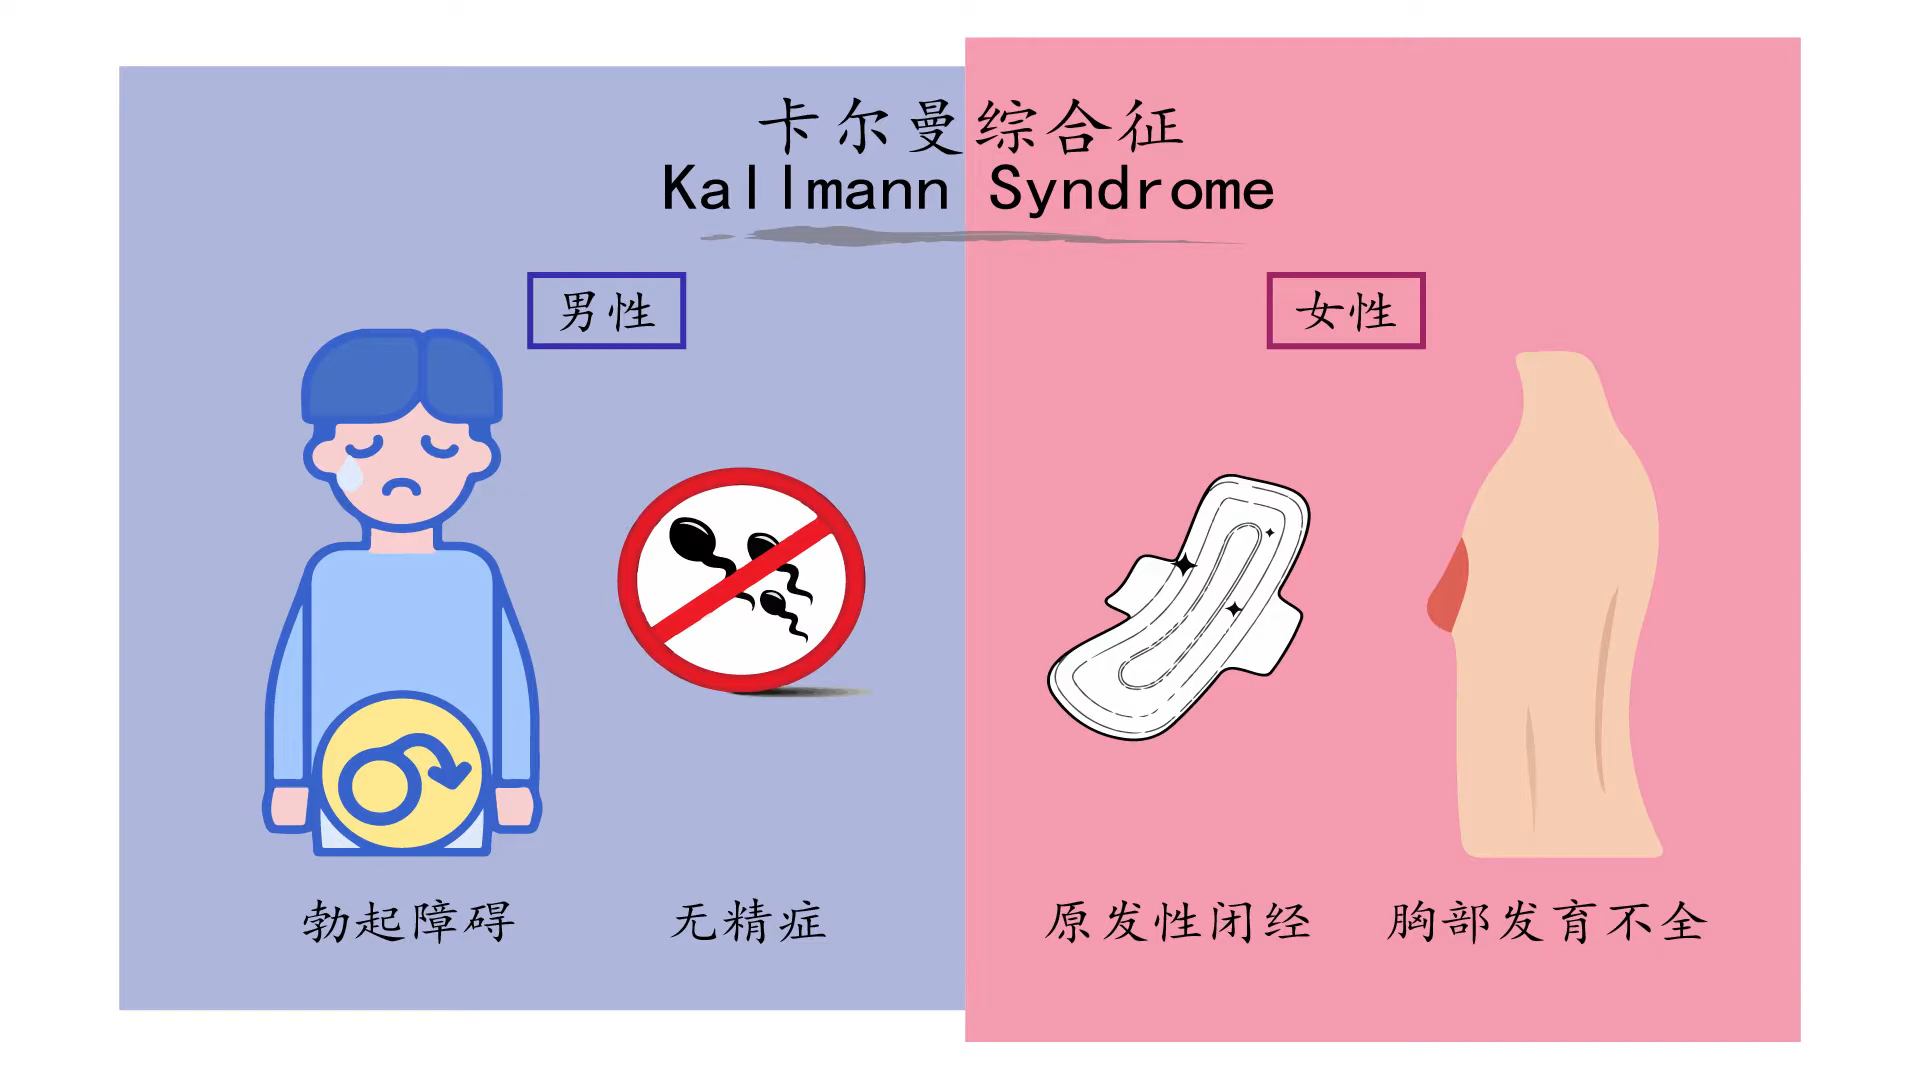 卡尔曼综合征
Kallmann Syndrome
男性
女性
勃起障碍
无精症
原发性闭经
胸部发育不全